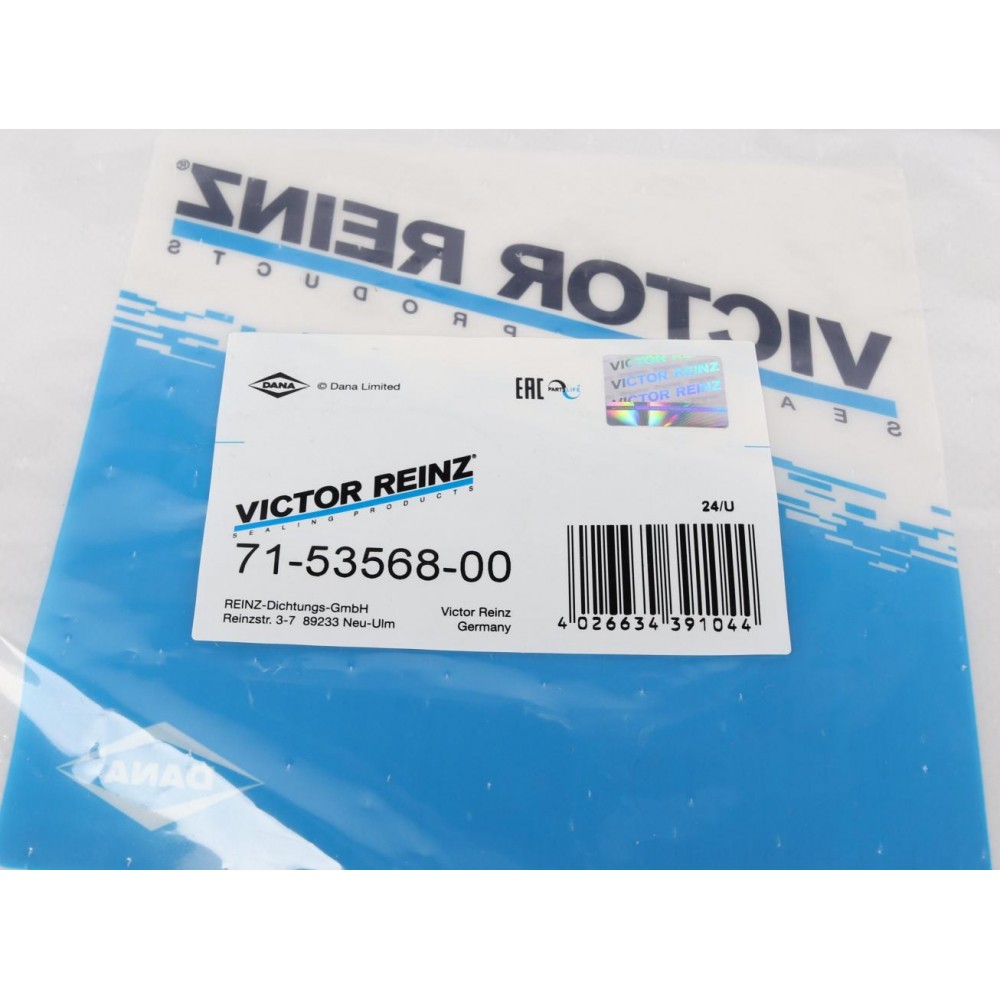 VICTOR REINZ®
SEALING PRODUCTS
DANA © Dana Limited
EAC PART LIFE
VICTOR REINZ
VICTOR REINZ
VICTOR REINZ
VICTOR REINZ®
SEALING PRODUCTS
24/U
71-53568-00
REINZ-Dichtungs-GmbH
Reinzstr. 3-7 89233 Neu-Ulm
Victor Reinz
Germany
4 026634 391044
DANA